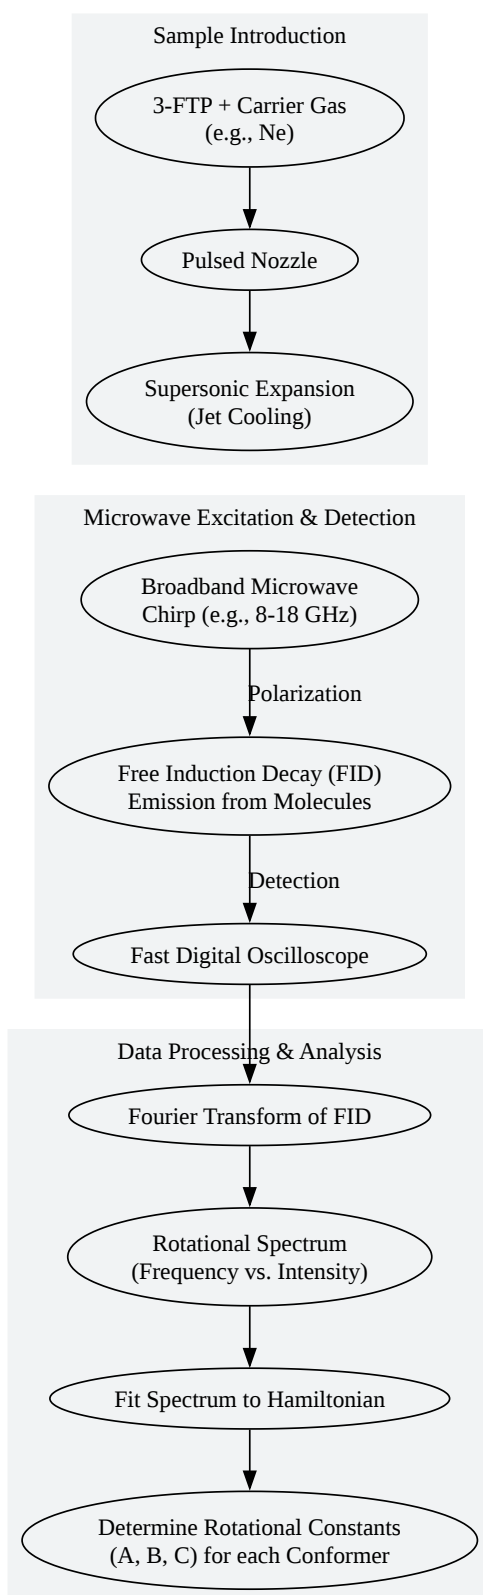 Sample Introduction
3-FTP + Carrier Gas
(e.g., Ne)
Pulsed Nozzle
Supersonic Expansion
(Jet Cooling)
Microwave Excitation & Detection
Broadband Microwave
Chirp (e.g., 8-18 GHz)
Polarization
Free Induction Decay (FID)
Emission from Molecules
Detection
Fast Digital Oscilloscope
Data Processing & Analysis
Fourier Transform of FID
Rotational Spectrum
(Frequency vs. Intensity)
Fit Spectrum to Hamiltonian
Determine Rotational Constants
(A, B, C) for each Conformer